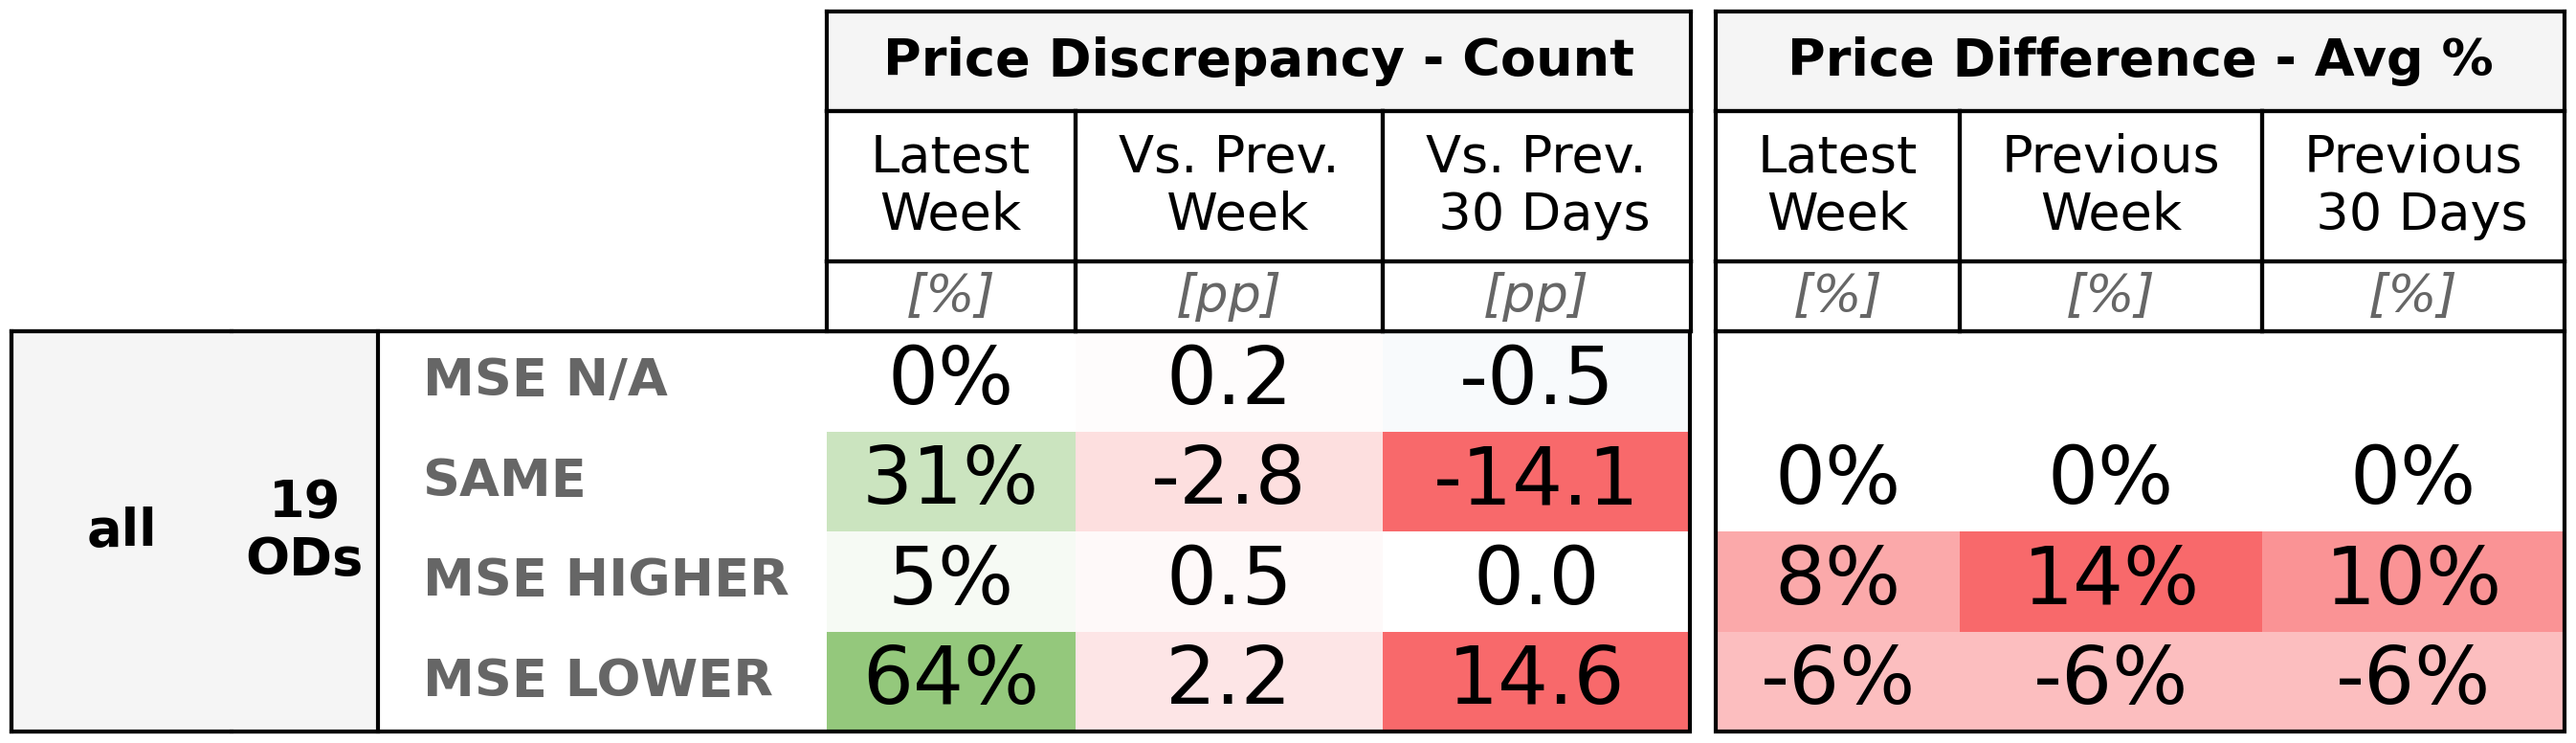 Price Discrepancy - Count Price Difference - Avg %
Latest Week Vs. Prev. Week Vs. Prev. 30 Days Latest Week Previous Week Previous 30 Days
[%] [pp] [pp] [%] [%] [%]
all 19 ODs
MSE N/A 0% 0.2 -0.5
SAME 31% -2.8 -14.1 0% 0% 0%
MSE HIGHER 5% 0.5 0.0 8% 14% 10%
MSE LOWER 64% 2.2 14.6 -6% -6% -6%